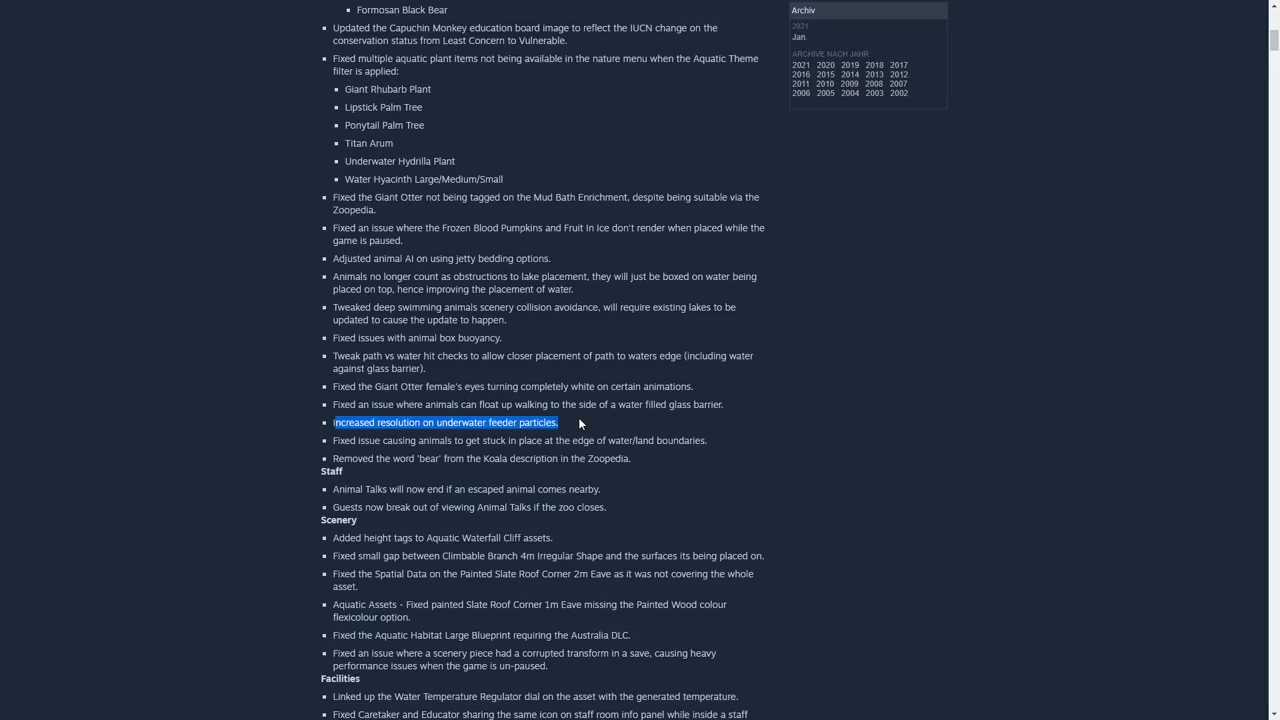 Formosan Black Bear
Updated the Capuchin Monkey education board image to reflect the IUCN change on the
conservation status from Least Concern to Vulnerable.
Fixed multiple aquatic plant items not being available in the nature menu when the Aquatic Theme
filter is applied:
Giant Rhubarb Plant
Lipstick Palm Tree
Ponytail Palm Tree
Titan Arum
Underwater Hydrilla Plant
Water Hyacinth Large/Medium/Small
Fixed the Giant Otter not being tagged on the Mud Bath Enrichment, despite being suitable via the
Zoopedia.
Fixed an issue where the Frozen Blood Pumpkins and Fruit In Ice don't render when placed while the
game is paused.
Adjusted animal AI on using jetty bedding options.
Animals no longer count as obstructions to lake placement, they will just be boxed on water being
placed on top, hence improving the placement of water.
Tweaked deep swimming animals scenery collision avoidance, will require existing lakes to be
updated to cause the update to happen.
Fixed issues with animal box buoyancy.
Tweak path vs water hit checks to allow closer placement of path to waters edge (including water
against glass barrier).
Fixed the Giant Otter female's eyes turning completely white on certain animations.
Fixed an issue where animals can float up walking to the side of a water filled glass barrier.
Increased resolution on underwater feeder particles.
Fixed issue causing animals to get stuck in place at the edge of water/land boundaries.
Removed the word 'bear' from the Koala description in the Zoopedia.
Staff
Animal Talks will now end if an escaped animal comes nearby.
Guests now break out of viewing Animal Talks if the zoo closes.
Scenery
Added height tags to Aquatic Waterfall Cliff assets.
Fixed small gap between Climbable Branch 4m Irregular Shape and the surfaces its being placed on.
Fixed the Spatial Data on the Painted Slate Roof Corner 2m Eave as it was not covering the whole
asset.
Aquatic Assets - Fixed painted Slate Roof Corner 1m Eave missing the Painted Wood colour
flexicolour option.
Fixed the Aquatic Habitat Large Blueprint requiring the Australia DLC.
Fixed an issue where a scenery piece had a corrupted transform in a save, causing heavy
performance issues when the game is un-paused.
Facilities
Linked up the Water Temperature Regulator dial on the asset with the generated temperature.
Fixed Caretaker and Educator sharing the same icon on staff room info panel while inside a staff
Archiv
2021
Jan.
ARCHIVE NACH JAHR
2021 2020 2019 2018 2017
2016 2015 2014 2013 2012
2011 2010 2009 2008 2007
2006 2005 2004 2003 2002